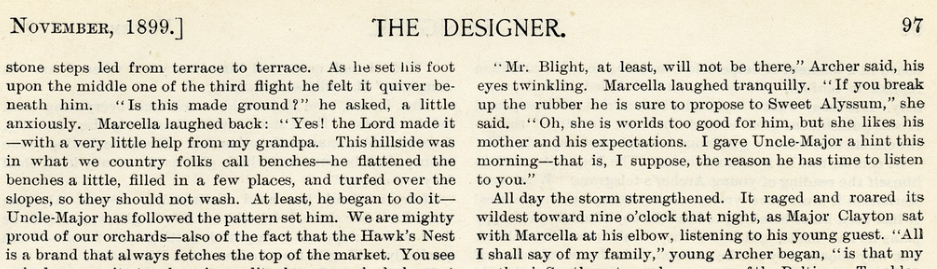 NOVEMBER, 1899.]
THE DESIGNER.
97
stone steps led from terrace to terrace. As he set his foot
upon the middle one of the third flight he felt it quiver be-
neath him. "Is this made ground?" he asked, a little
anxiously. Marcella laughed back: "Yes! the Lord made it
—with a very little help from my grandpa. This hillside was
in what we country folks call benches—he flattened the
benches a little, filled in a few places, and turfed over the
slopes, so they should not wash. At least, he began to do it—
Uncle-Major has followed the pattern set him. We are mighty
proud of our orchards—also of the fact that the Hawk's Nest
is a brand that always fetches the top of the market. You see
"Mr. Blight, at least, will not be there," Archer said, his
eyes twinkling. Marcella laughed tranquilly. "If you break
up the rubber he is sure to propose to Sweet Alyssum," she
said. "Oh, she is worlds too good for him, but she likes his
mother and his expectations. I gave Uncle-Major a hint this
morning—that is, I suppose, the reason he has time to listen
to you."
All day the storm strengthened. It raged and roared its
wildest toward nine o'clock that night, as Major Clayton sat
with Marcella at his elbow, listening to his young guest. "All
I shall say of my family," young Archer began, "is that my